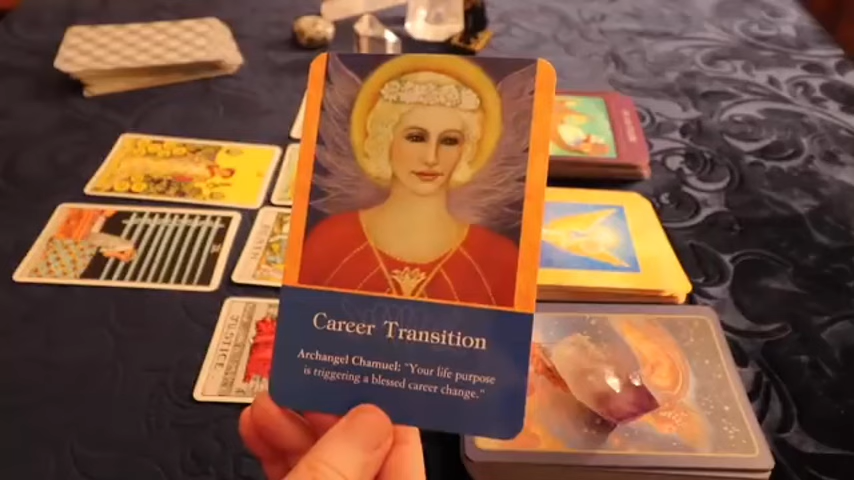 Career Transition
Archangel Chamuel: "Your life purpose
is triggering a blessed career change."
JUSTICE